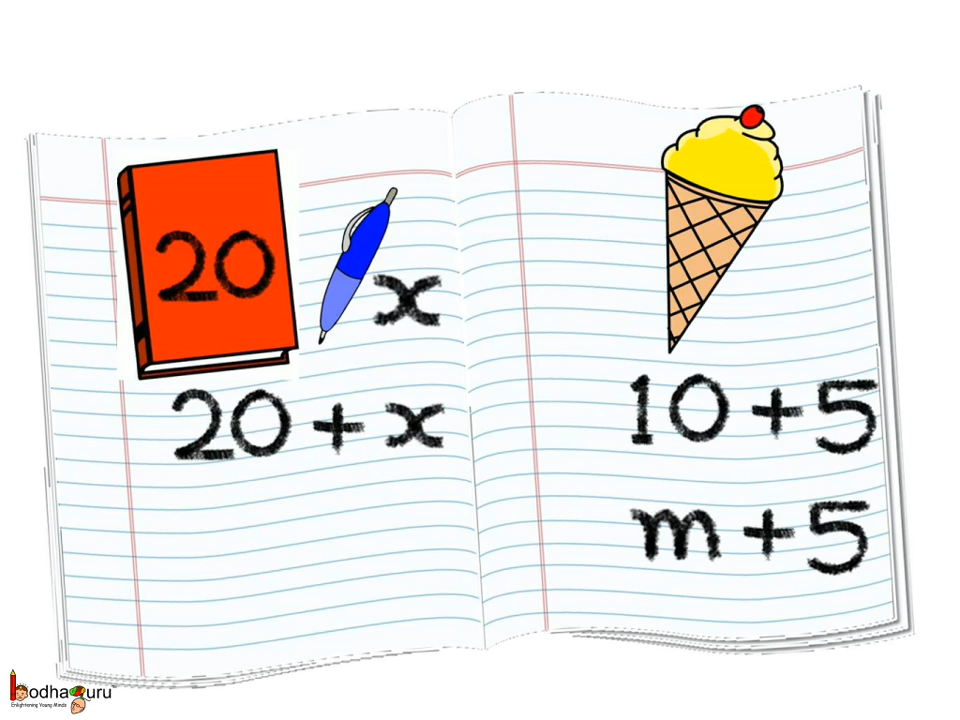 20
x
20 + x
10 + 5
m + 5
bodhaguru
Enlightening Young Minds